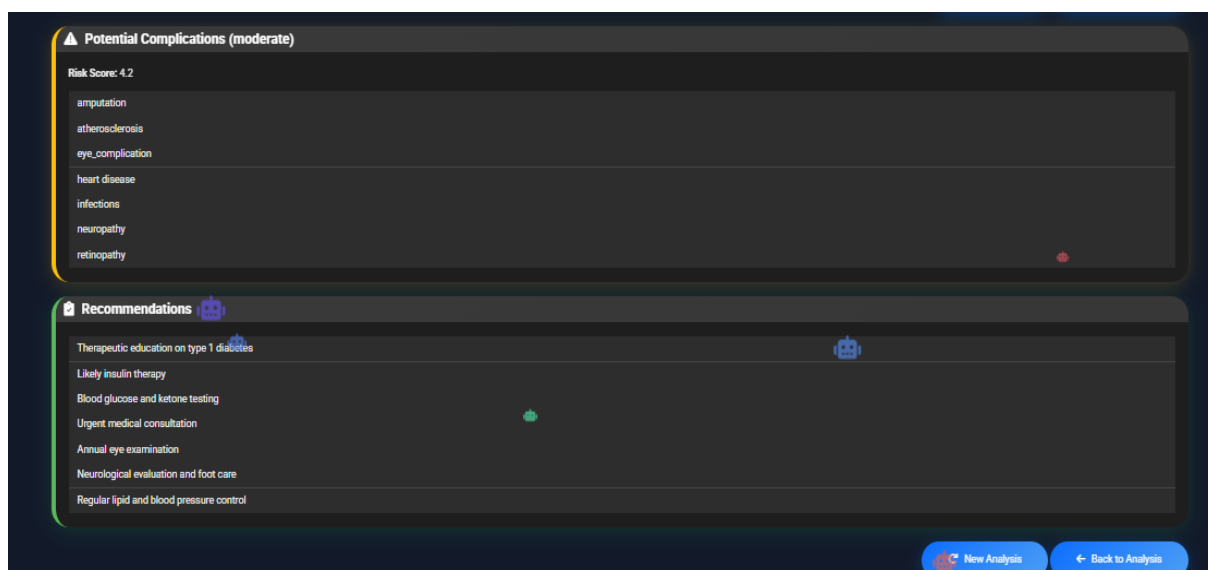 Potential Complications (moderate)
Risk Score: 4.2
amputation
atherosclerosis
eye_complication
heart disease
infections
neuropathy
retinopathy
Recommendations
Therapeutic education on type 1 diabetes
Likely insulin therapy
Blood glucose and ketone testing
Urgent medical consultation
Annual eye examination
Neurological evaluation and foot care
Regular lipid and blood pressure control
New Analysis
Back to Analysis